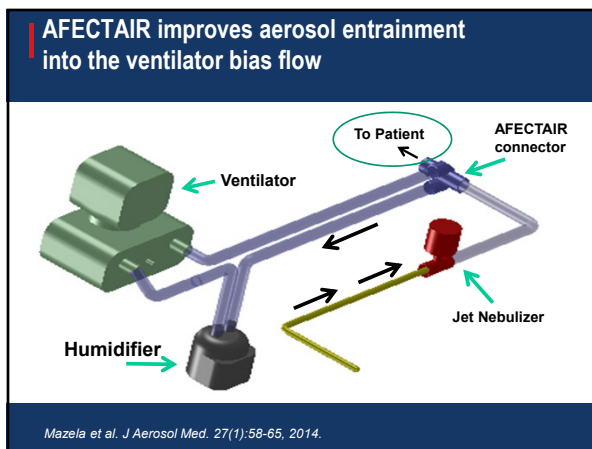 AFECTAIR improves aerosol entrainment
into the ventilator bias flow
To Patient
AFECTAIR
connector
Ventilator
Jet Nebulizer
Humidifier
Mazela et al. J Aerosol Med. 27(1):58-65, 2014.